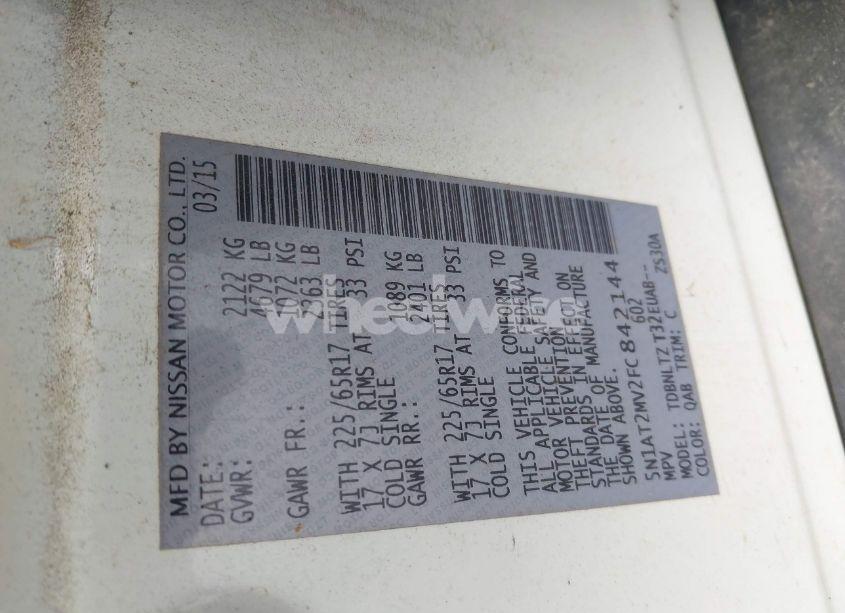 MFD BY NISSAN MOTOR CO., LTD.
DATE: 03/15
GVWR: 2122 KG
4679 LB
GAWR FR.: 1072 KG
2363 LB
WITH 225/65R17 TIRES
17 X 7J RIMS AT 33 PSI
COLD SINGLE
GAWR RR.: 1089 KG
2401 LB
WITH 225/65R17 TIRES
17 X 7J RIMS AT 33 PSI
COLD SINGLE
THIS VEHICLE CONFORMS TO
ALL APPLICABLE FEDERAL
MOTOR VEHICLE SAFETY AND
THEFT PREVENTION
STANDARDS IN EFFECT ON
THE DATE OF MANUFACTURE
SHOWN ABOVE.
5N1AT2MV2FC842144
MPV 602
MODEL: TDBNLTZ T32EUAB--
COLOR: QAB TRIM: C ZS30A